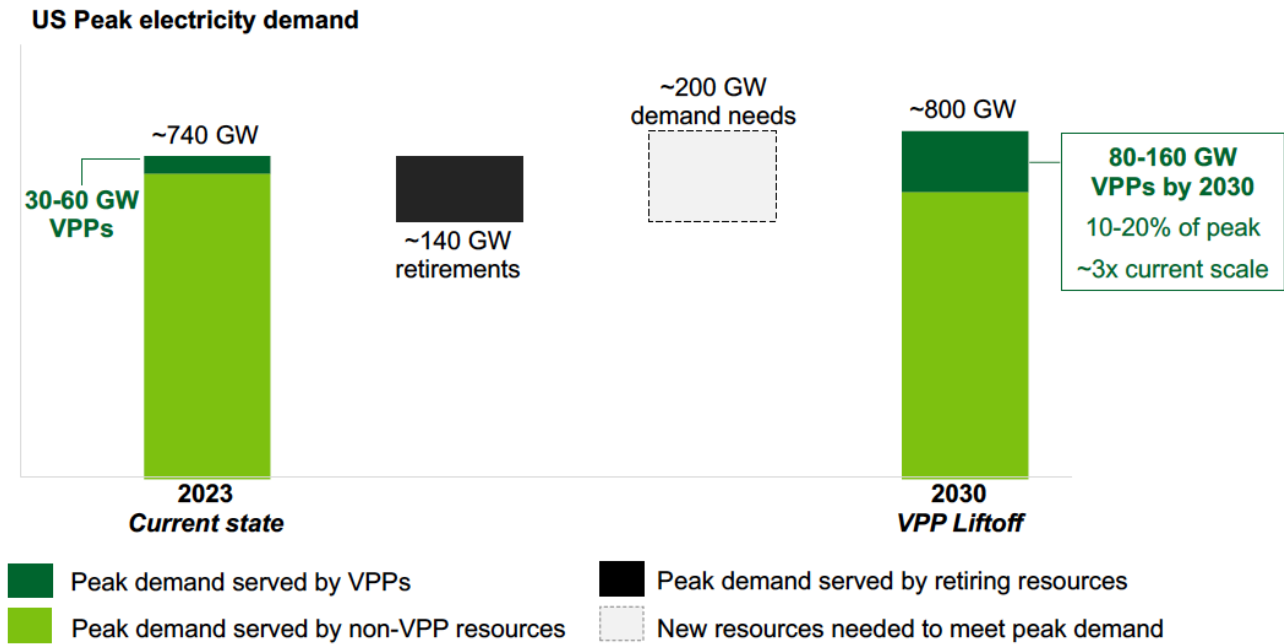 US Peak electricity demand
~740 GW
30-60 GW
VPPs
~140 GW
retirements
~200 GW
demand needs
~800 GW
80-160 GW
VPPs by 2030
10-20% of peak
~3x current scale
2023
Current state
2030
VPP Liftoff
Peak demand served by VPPs
Peak demand served by retiring resources
Peak demand served by non-VPP resources
New resources needed to meet peak demand